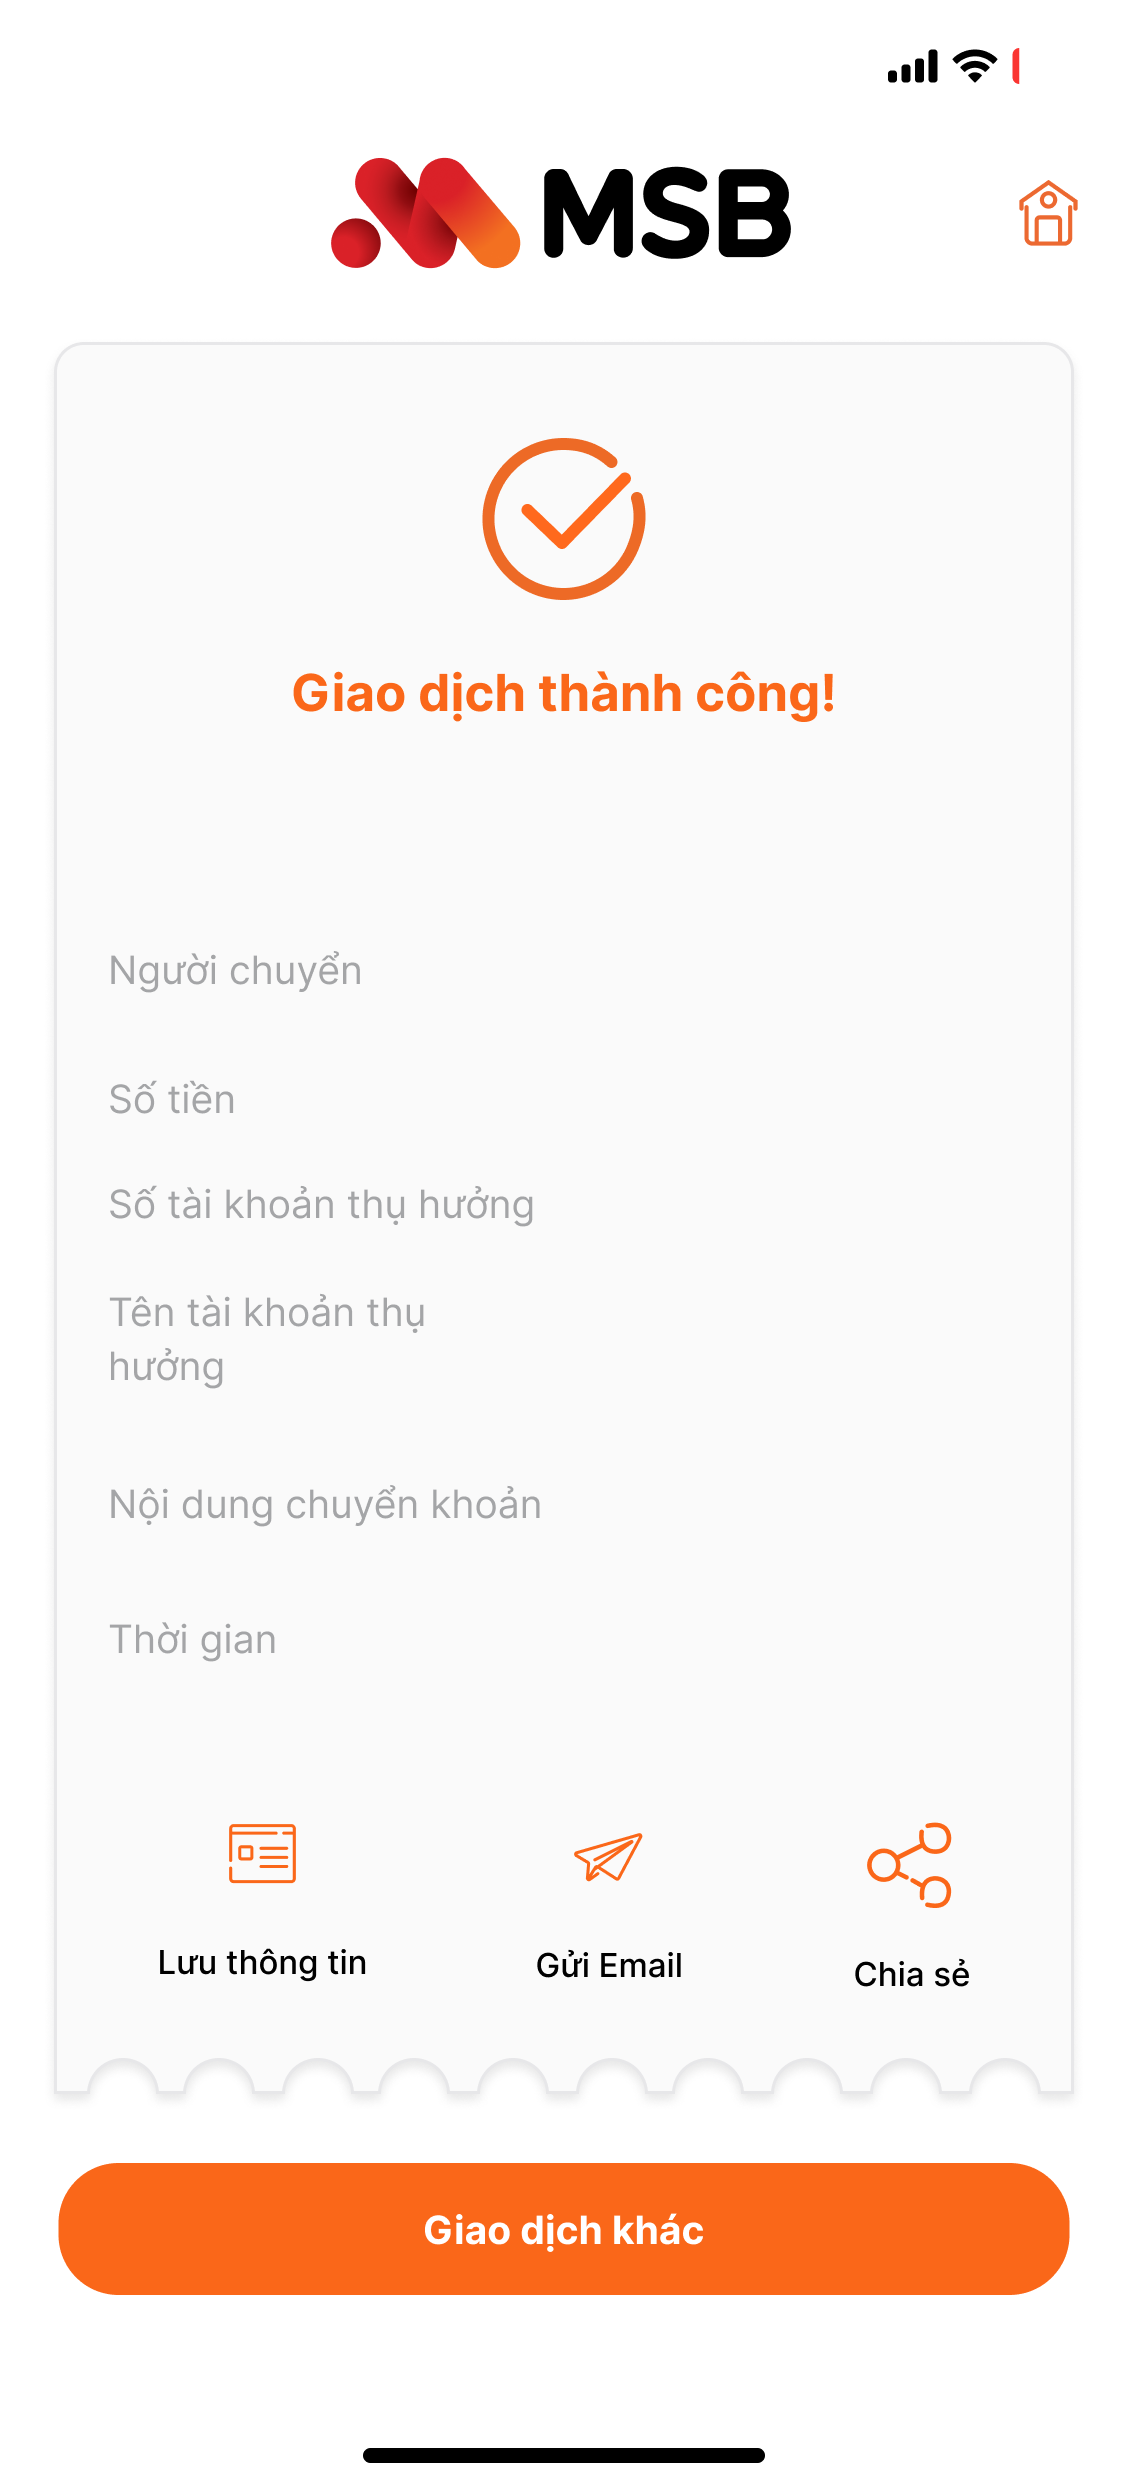 MSB
Giao dịch thành công!
Người chuyển
Số tiền
Số tài khoản thụ hưởng
Tên tài khoản thụ
hưởng
Nội dung chuyển khoản
Thời gian
Lưu thông tin
Gửi Email
Chia sẻ
Giao dịch khác